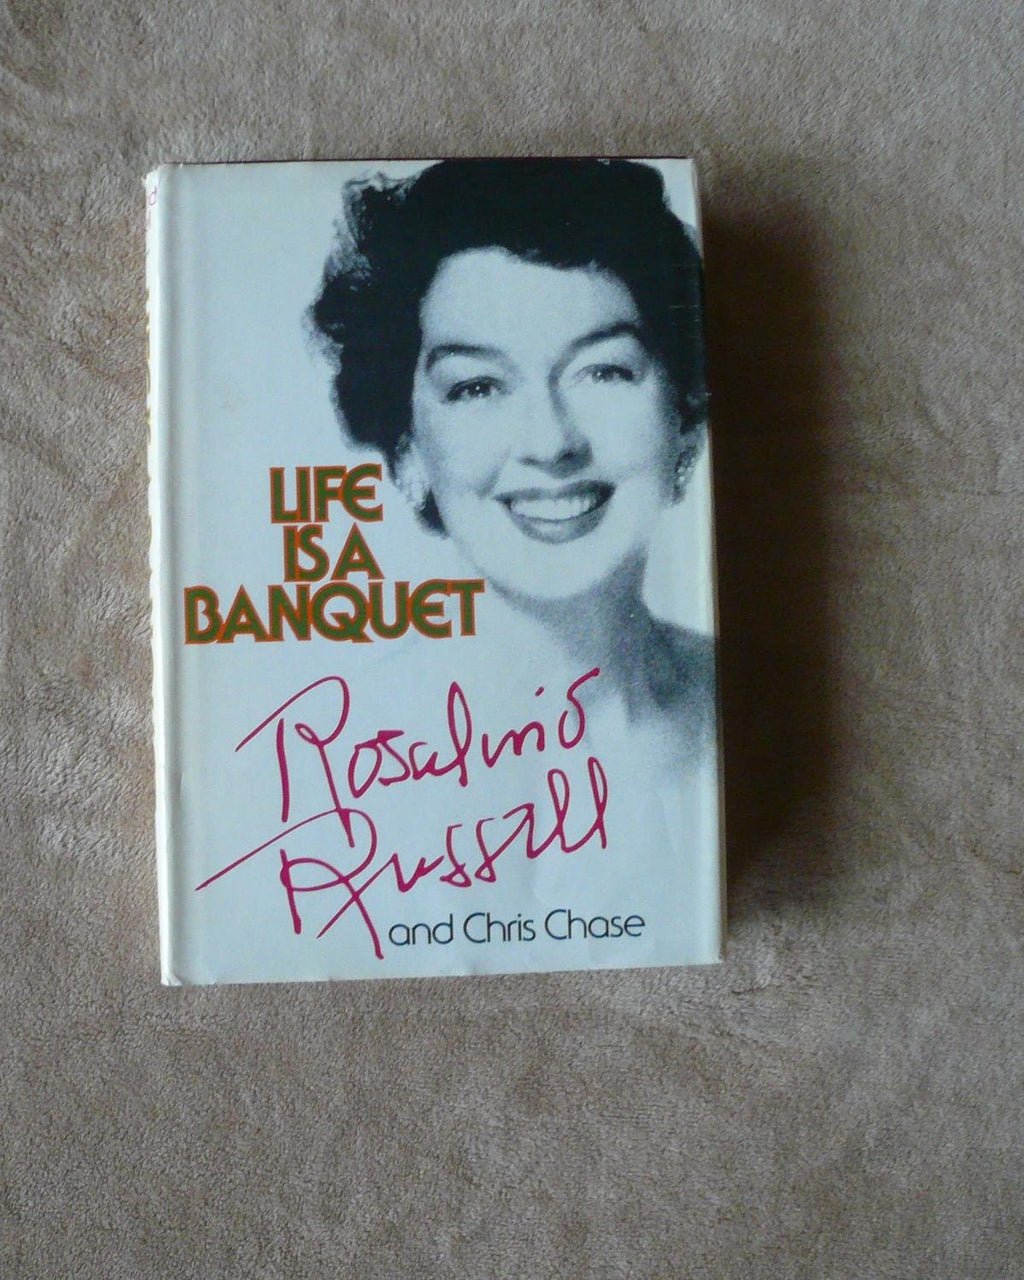 LIFE
IS A
BANQUET
Rosalind
Russell
and Chris Chase